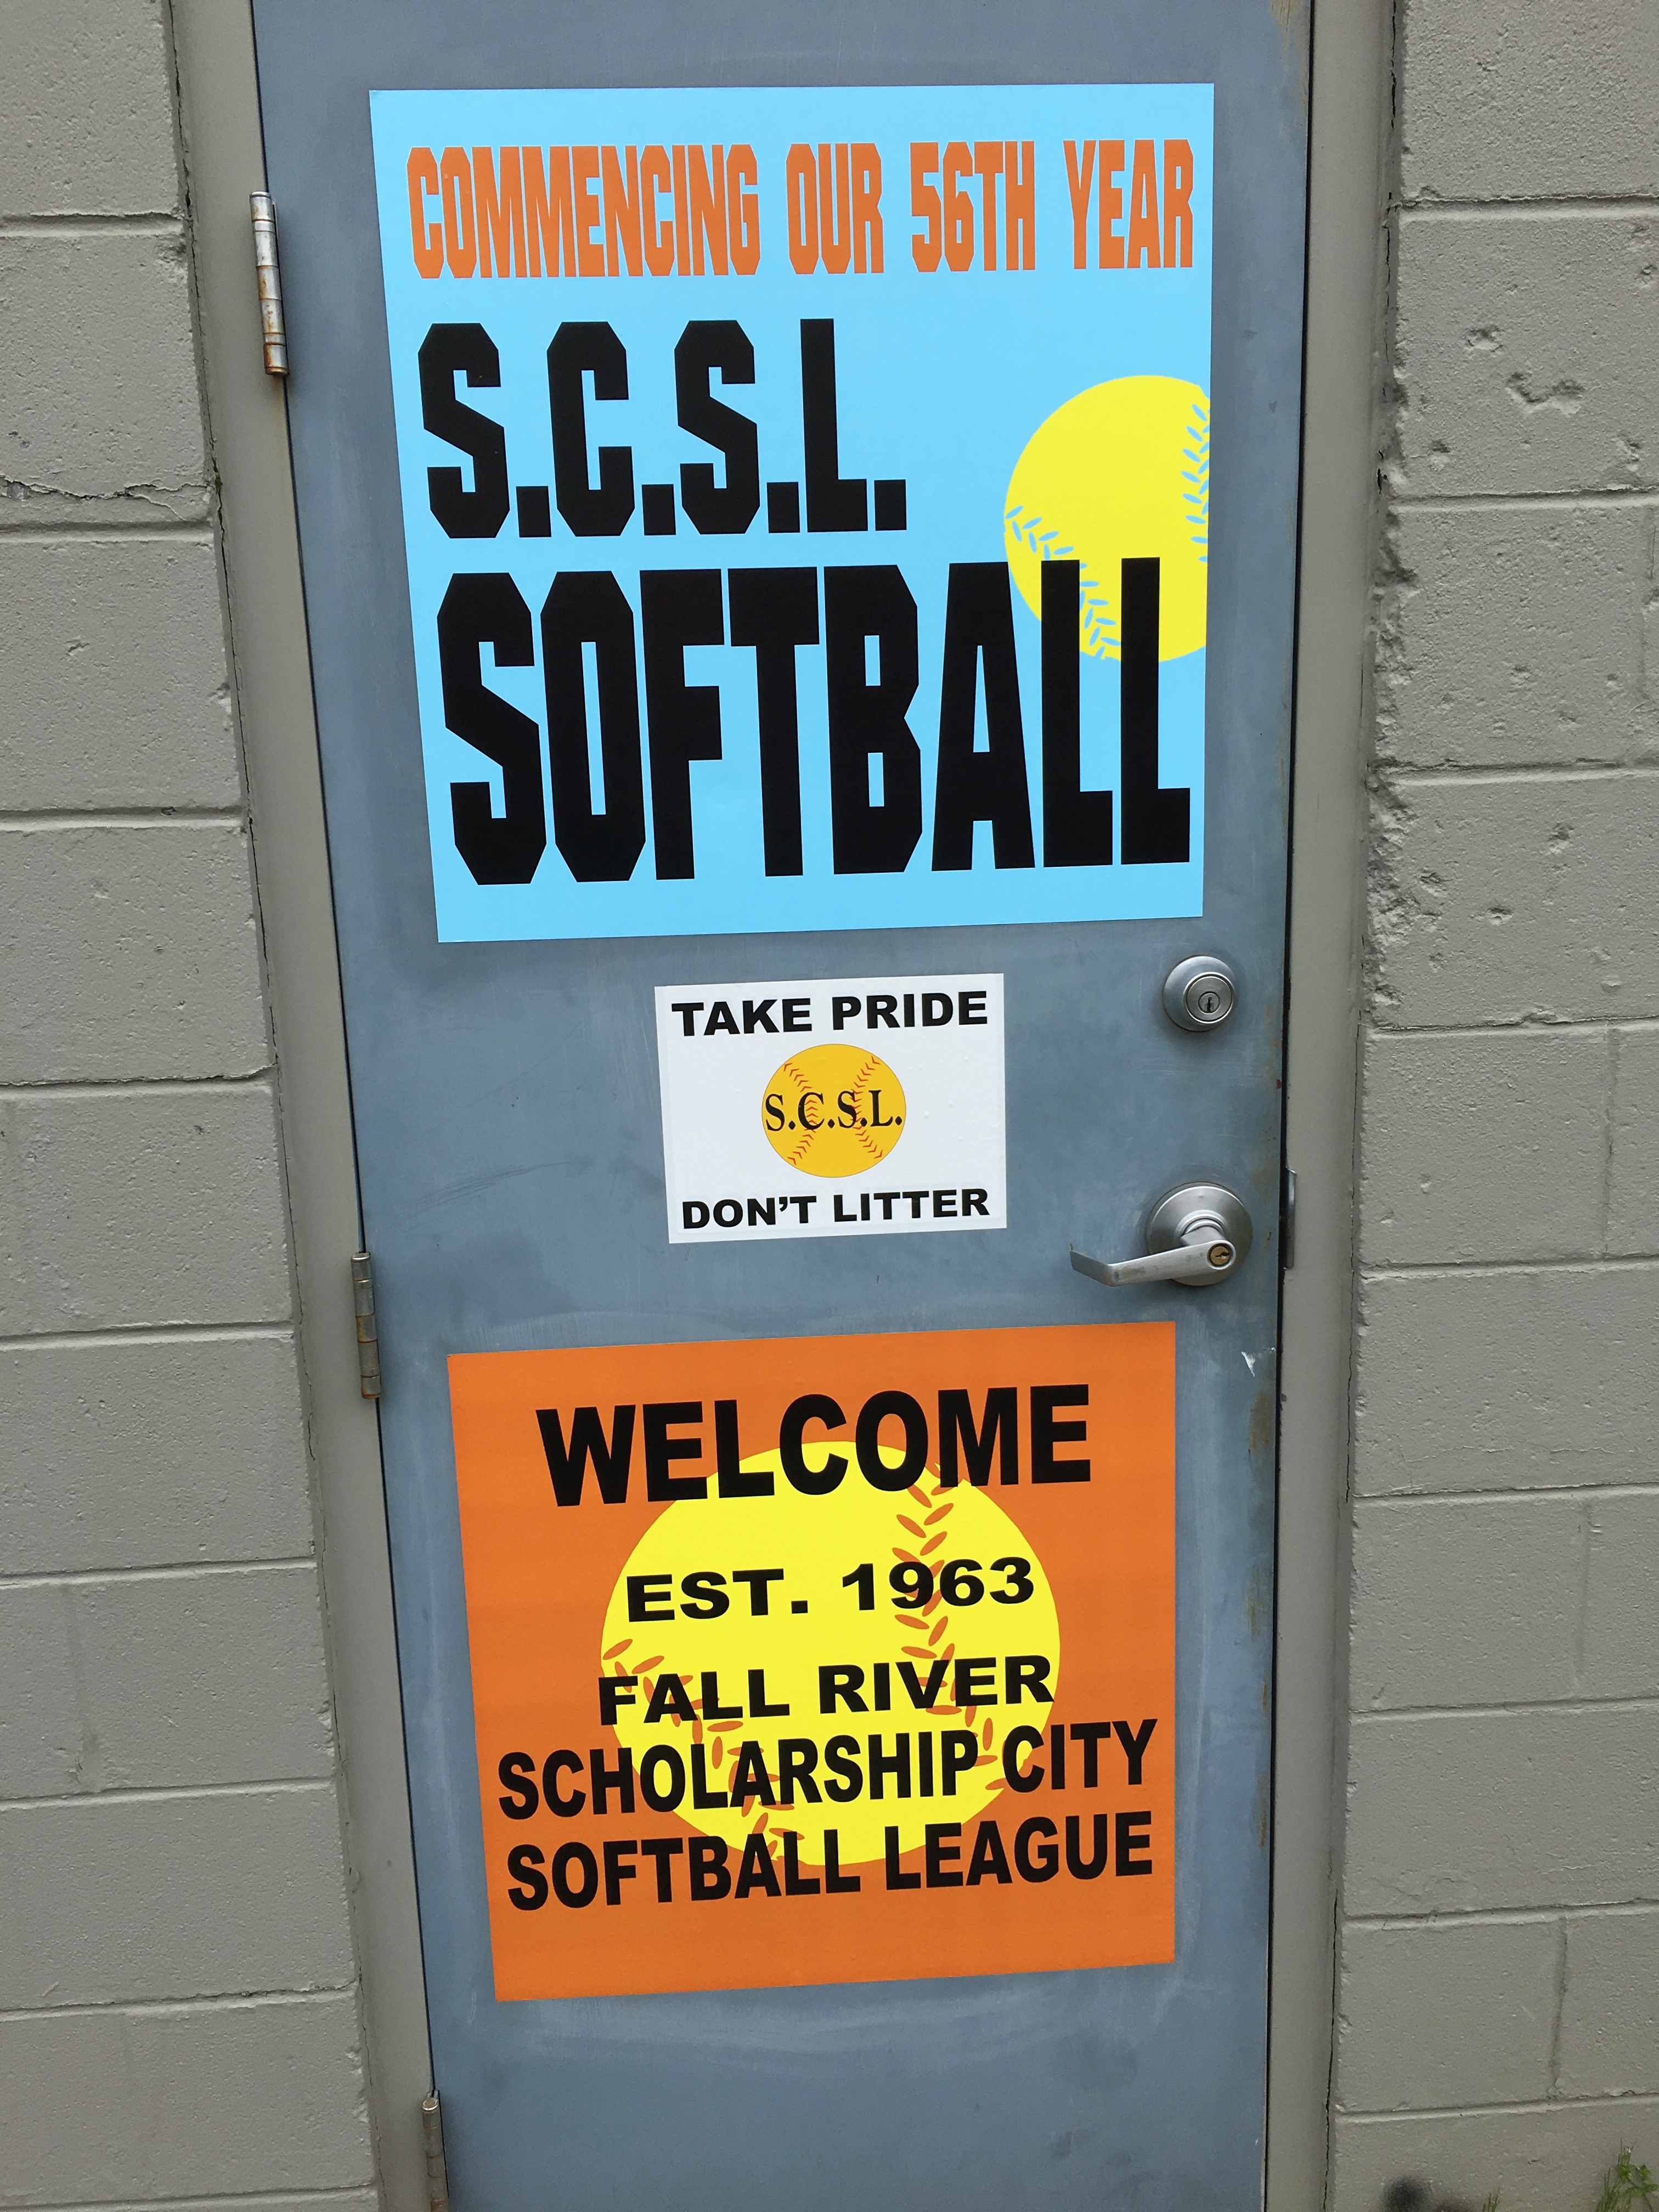 COMMENCING OUR 56TH YEAR
S.C.S.L.
SOFTBALL
TAKE PRIDE
S.C.S.L.
DON'T LITTER
WELCOME
EST. 1963
FALL RIVER
SCHOLARSHIP CITY
SOFTBALL LEAGUE